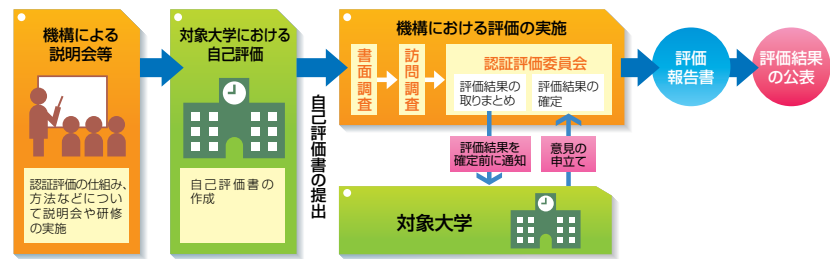 機構による
説明会等
認証評価の仕組み、
方法などについ
て説明会や研修
の実施
対象大学における
自己評価
自己評価書の
作成
自己評価書の提出
機構における評価の実施
書面調査
訪問調査
認証評価委員会
評価結果の
取りまとめ
評価結果の
確定
評価結果を
確定前に通知
意見の
申立て
対象大学
評価
報告書
評価結果
の公表